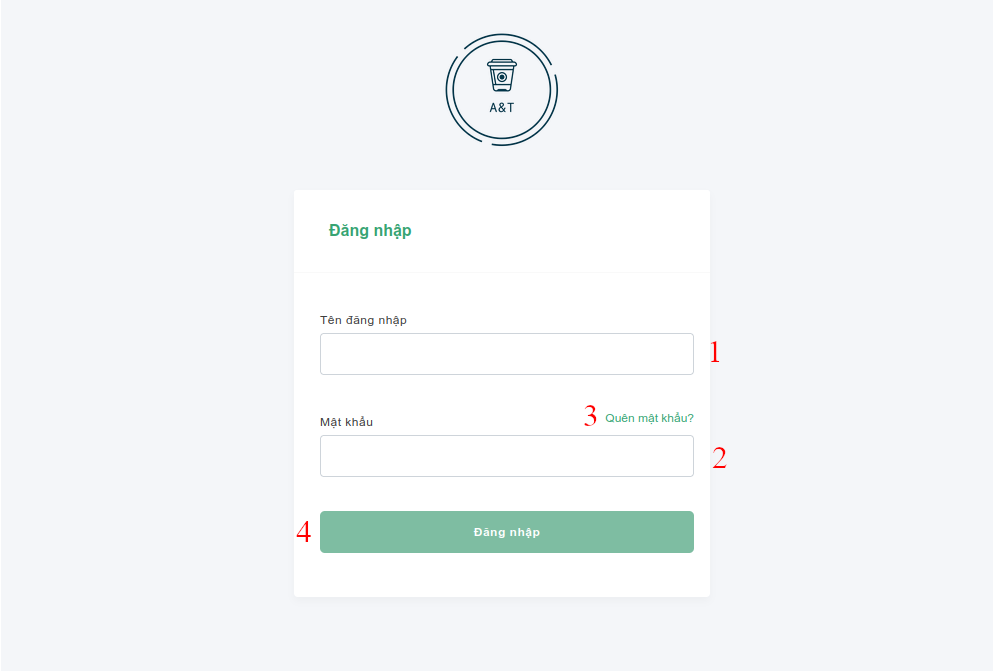 A&T
Đăng nhập
Tên đăng nhập
1
3 Quên mật khẩu?
Mật khẩu
2
4 Đăng nhập